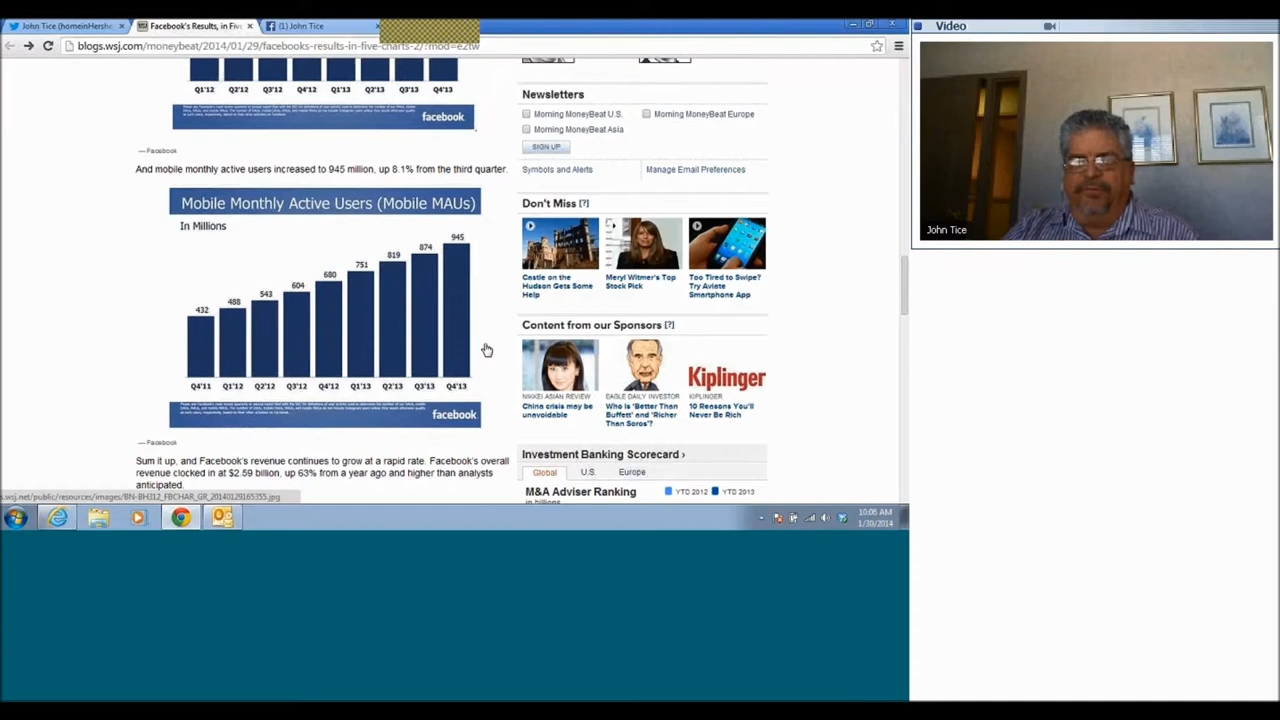 John Tice (homeinHershe
Facebook's Results, in Five
(1) John Tice
Video
blogs.wsj.com/moneybeat/2014/01/29/facebooks-results-in-five-charts-2/?mod=e2tw
Q1'12 Q2'12 Q3'12 Q4'12 Q1'13 Q2'13 Q3'13 Q4'13
facebook.
— Facebook
And mobile monthly active users increased to 945 million, up 8.1% from the third quarter.
Mobile Monthly Active Users (Mobile MAUs)
In Millions
432 488 543 604 680 751 819 874 945
Q4'11 Q1'12 Q2'12 Q3'12 Q4'12 Q1'13 Q2'13 Q3'13 Q4'13
facebook
— Facebook
Sum it up, and Facebook's revenue continues to grow at a rapid rate. Facebook's overall
revenue clocked in at $2.59 billion, up 63% from a year ago and higher than analysts
anticipated.
s.wsj.net/public/resources/images/BN-BH312_FBCHAR_GR_20140129165355.jpg
Newsletters
Morning MoneyBeat U.S.
Morning MoneyBeat Europe
Morning MoneyBeat Asia
SIGN UP
Symbols and Alerts
Manage Email Preferences
Don't Miss [?]
Castle on the
Hudson Gets Some
Help
Meryl Witmer's Top
Stock Pick
Too Tired to Swipe?
Try Aviate
Smartphone App
Content from our Sponsors [?]
Kiplinger
NIKKEI ASIAN REVIEW
China crisis may be
unavoidable
EAGLE DAILY INVESTOR
Who is 'Better Than
Buffett' and 'Richer
Than Soros'?
KIPLINGER
10 Reasons You'll
Never Be Rich
Investment Banking Scorecard ›
Global U.S. Europe
M&A Adviser Ranking
YTD 2012 YTD 2013
in billions
10:06 AM
1/30/2014
John Tice